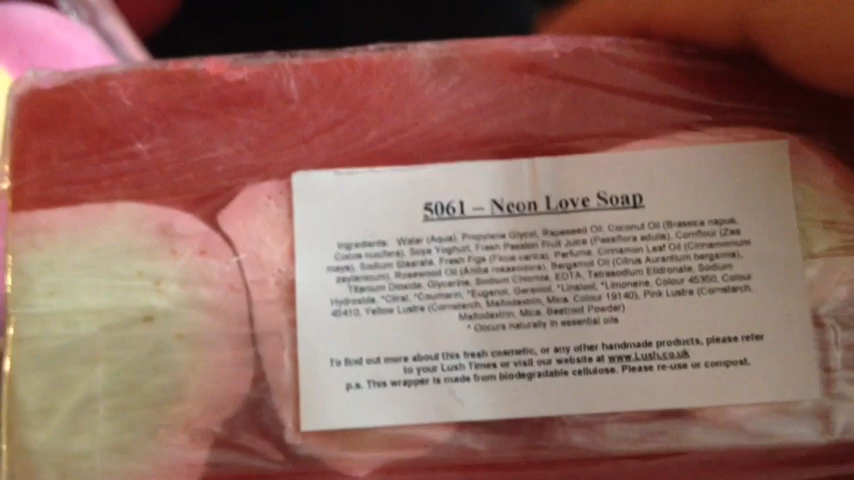 5061 – Neon Love Soap
Ingredients: Water (Aqua), Propylene Glycol, Rapeseed Oil, Coconut Oil (Brassica napus,
Cocos nucifera), Soya Yoghurt, Fresh Passion Fruit Juice (Passiflora edulis), Cornflour (Zea
mays), Sodium Stearate, Fresh Figs (Ficus carica), Perfume, Cinnamon Leaf Oil (Cinnamomum
zeylanicum), Rosewood Oil (Aniba rosaeodora), Bergamot Oil (Citrus Aurantium bergamia),
Titanium Dioxide, Glycerine, Sodium Chloride, EDTA, Tetrasodium Etidronate, Sodium
Hydroxide, *Citral, *Coumarin, *Eugenol, Geraniol, *Linalool, *Limonene, Colour 45350, Colour
45410, Yellow Lustre (Cornstarch, Maltodextrin, Mica, Colour 19140), Pink Lustre (Cornstarch,
Maltodextrin, Mica, Beetroot Powder)
* Occurs naturally in essential oils
To find out more about this fresh cosmetic, or any other handmade products, please refer
to your Lush Times or visit our website at www.Lush.co.uk
p.s. This wrapper is made from biodegradable cellulose. Please re-use or compost.